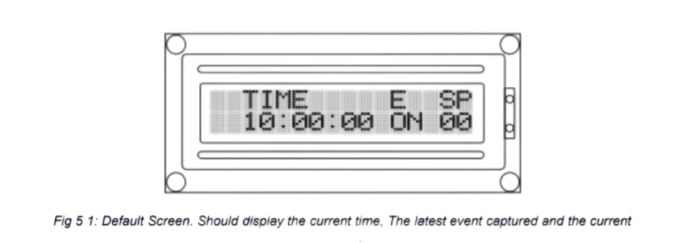 TIME E SP
10:00:00 ON 00
Fig 5 1: Default Screen. Should display the current time, The latest event captured and the current